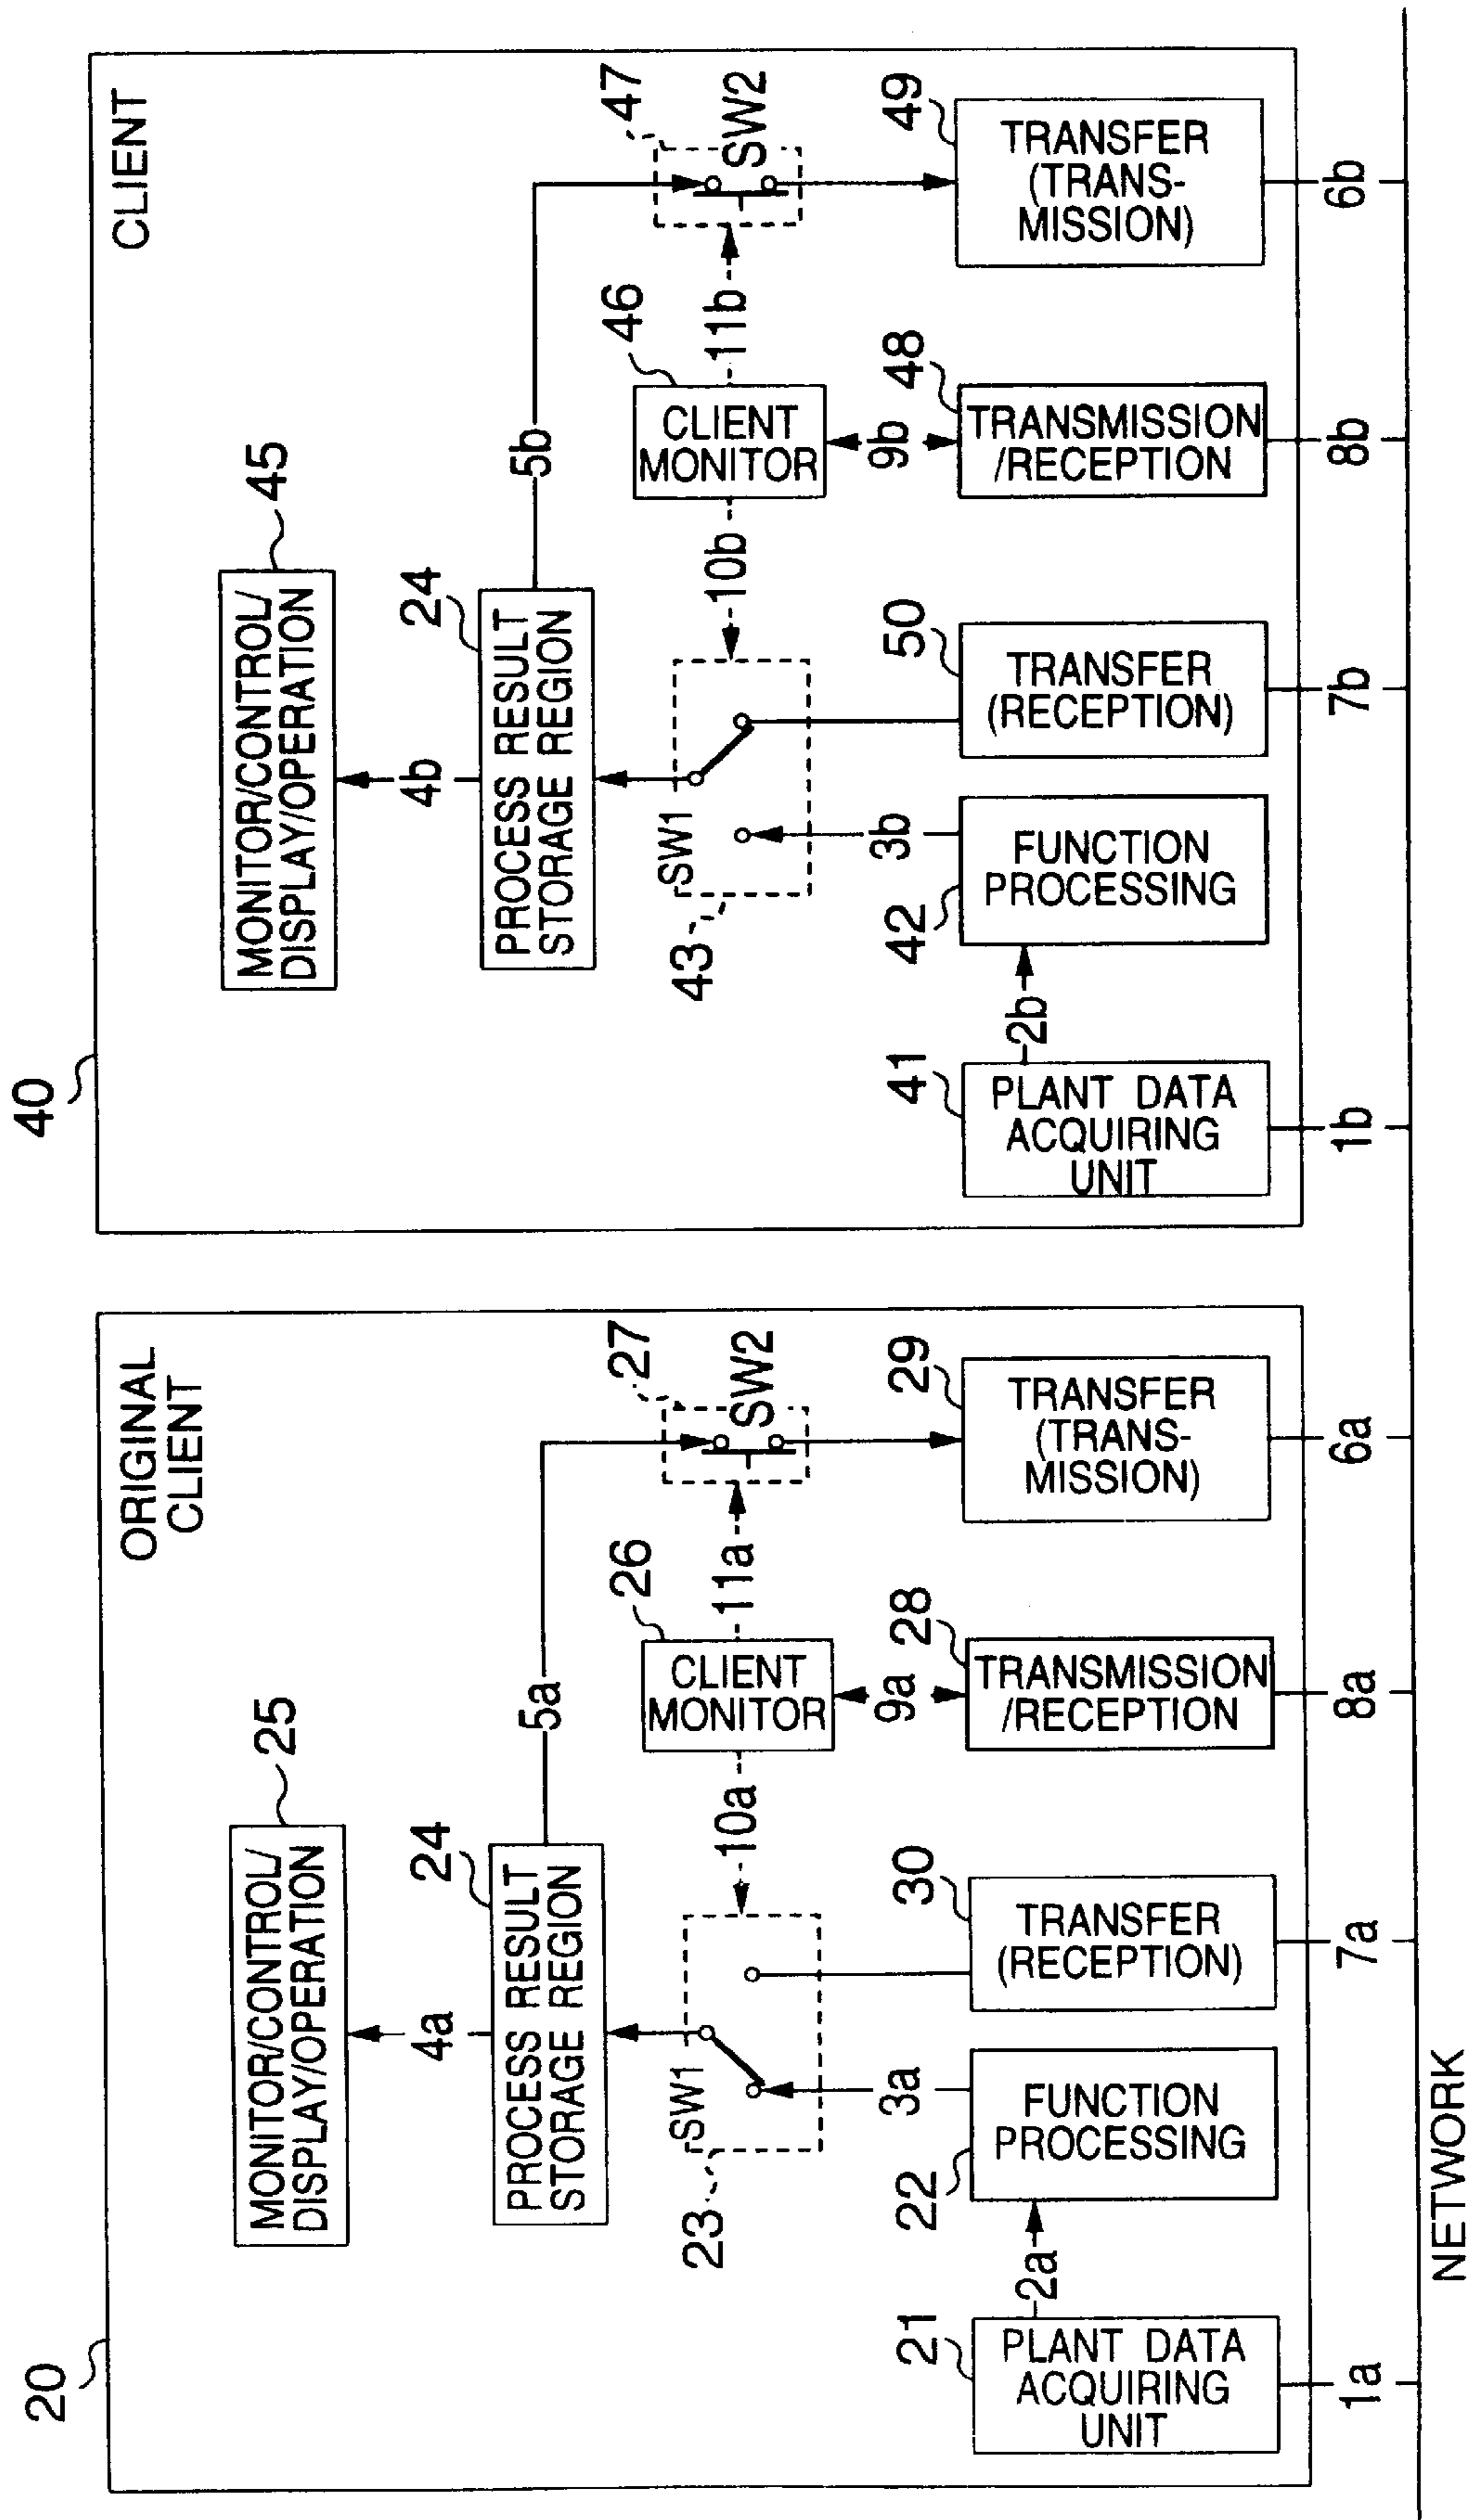 20
ORIGINAL
CLIENT
25
MONITOR/CONTROL/
DISPLAY/OPERATION
4a
24
PROCESS RESULT
STORAGE REGION
5a
27
SW2
26
CLIENT
MONITOR
11a
10a
SW1
23
9a
3a
21
PLANT DATA
ACQUIRING
UNIT
2a
22
FUNCTION
PROCESSING
30
TRANSFER
(RECEPTION)
28
TRANSMISSION
/RECEPTION
29
TRANSFER
(TRANS-
MISSION)
1a
7a
8a
6a
40
CLIENT
45
MONITOR/CONTROL/
DISPLAY/OPERATION
4b
24
PROCESS RESULT
STORAGE REGION
5b
47
SW2
46
CLIENT
MONITOR
11b
10b
SW1
43
9b
3b
41
PLANT DATA
ACQUIRING
UNIT
2b
42
FUNCTION
PROCESSING
50
TRANSFER
(RECEPTION)
48
TRANSMISSION
/RECEPTION
49
TRANSFER
(TRANS-
MISSION)
1b
7b
8b
6b
NETWORK